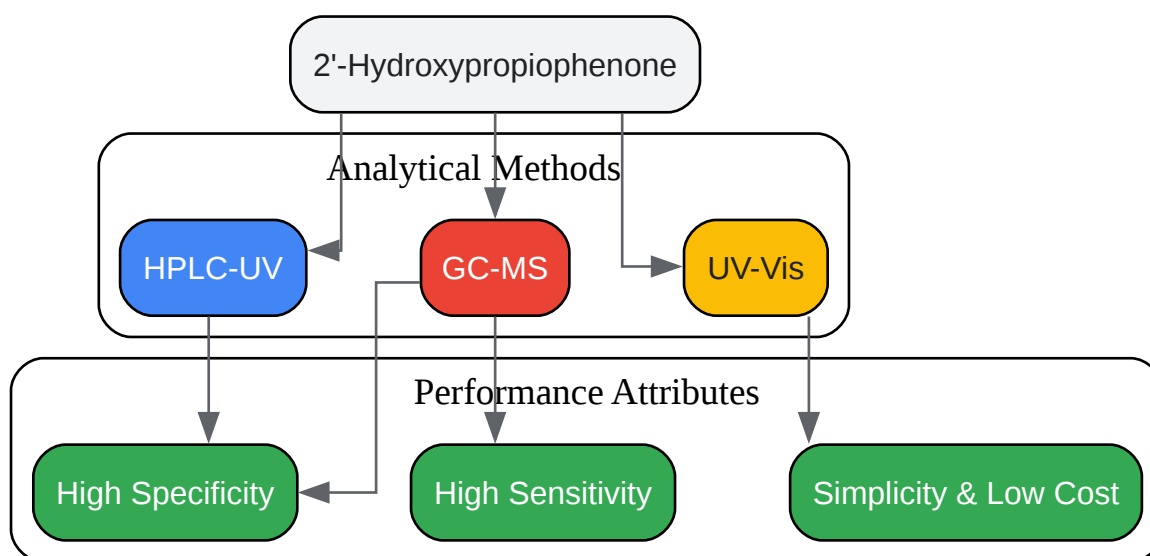 2'-Hydroxypropiophenone
Analytical Methods
HPLC-UV
GC-MS
UV-Vis
Performance Attributes
High Specificity
High Sensitivity
Simplicity & Low Cost